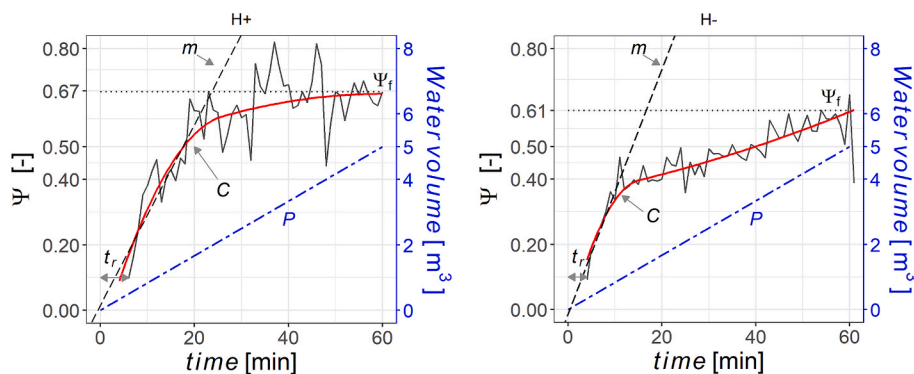 H+
0.80
0.67
0.50
0.40
0.20
0.00
Ψ [-]
m
Ψf
C
P
tr
8
6
4
2
0
Water volume [m³]
0 20 40 60
time [min]
H-
0.80
0.61
0.50
0.40
0.20
0.00
Ψ [-]
m
Ψf
C
P
tr
8
6
4
2
0
Water volume [m³]
0 20 40 60
time [min]